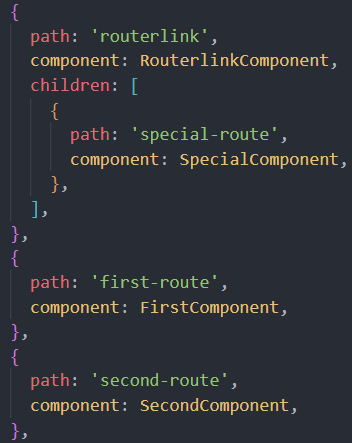 {
  path: 'routerlink',
  component: RouterlinkComponent,
  children: [
    {
      path: 'special-route',
      component: SpecialComponent,
    },
  ],
},
{
  path: 'first-route',
  component: FirstComponent,
},
{
  path: 'second-route',
  component: SecondComponent,
},